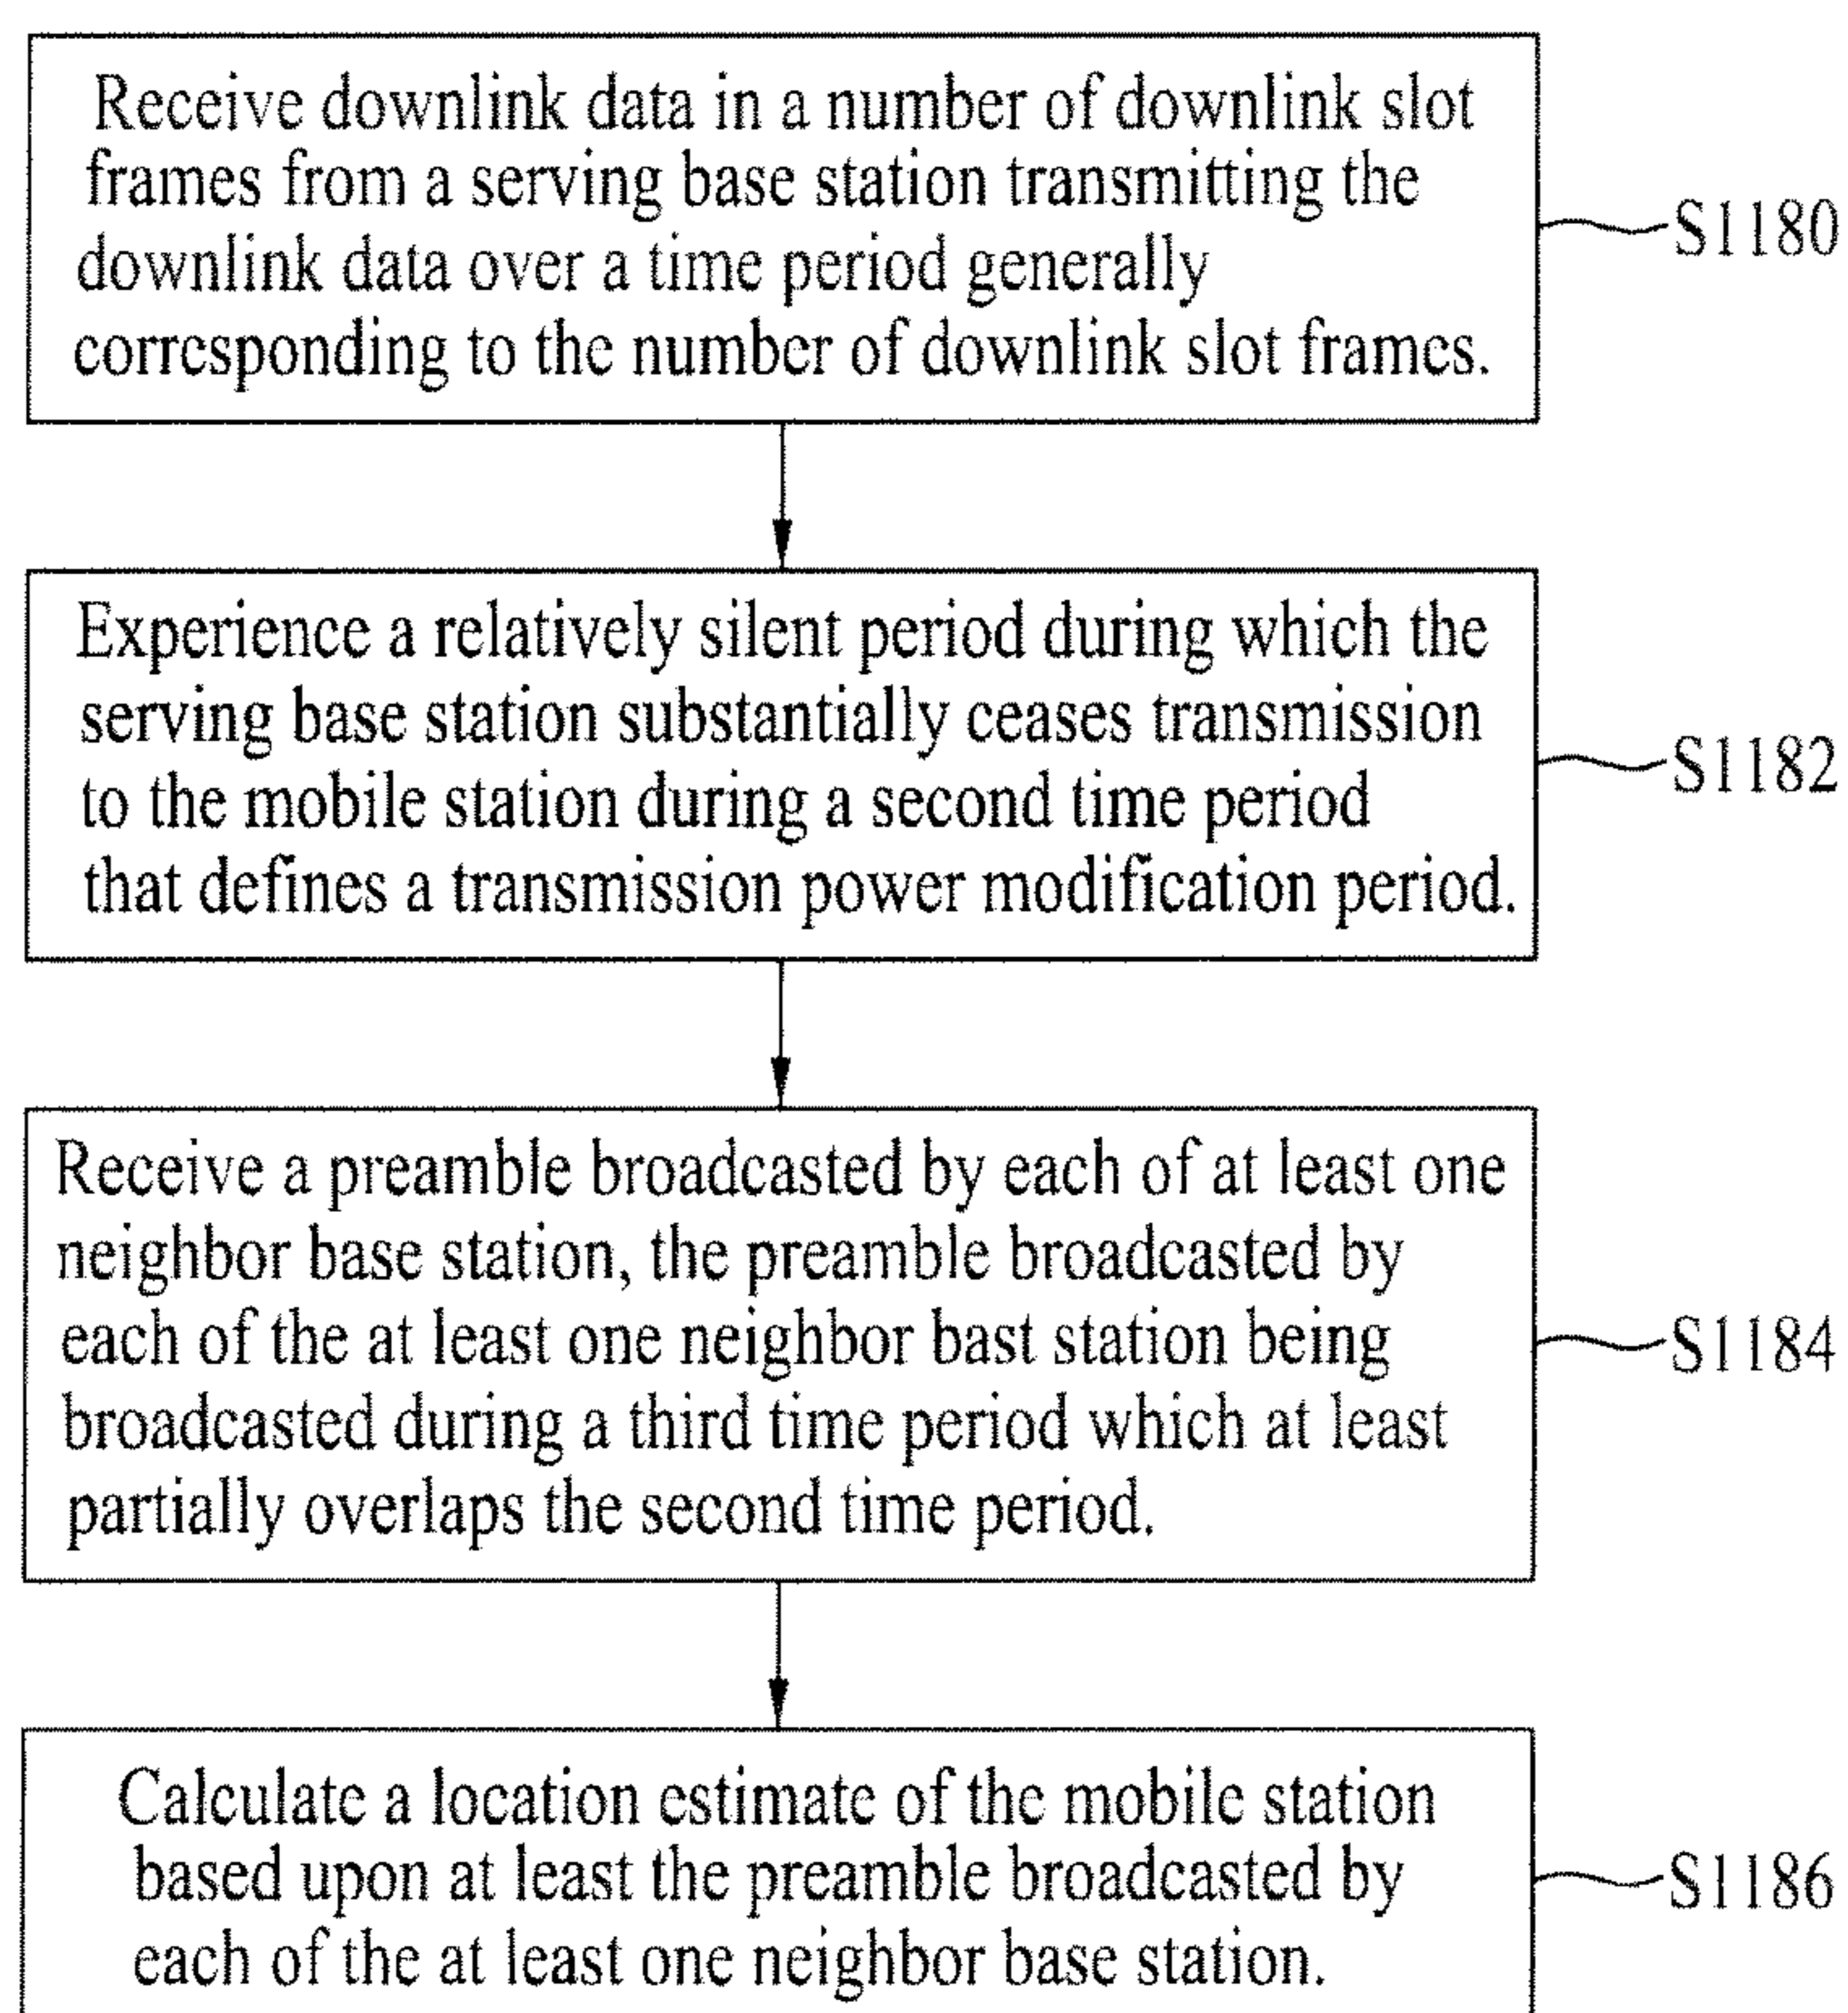 Receive downlink data in a number of downlink slot
frames from a serving base station transmitting the
downlink data over a time period generally
corresponding to the number of downlink slot frames.
S1180
Experience a relatively silent period during which the
serving base station substantially ceases transmission
to the mobile station during a second time period
that defines a transmission power modification period.
S1182
Receive a preamble broadcasted by each of at least one
neighbor base station, the preamble broadcasted by
each of the at least one neighbor bast station being
broadcasted during a third time period which at least
partially overlaps the second time period.
S1184
Calculate a location estimate of the mobile station
based upon at least the preamble broadcasted by
each of the at least one neighbor base station.
S1186